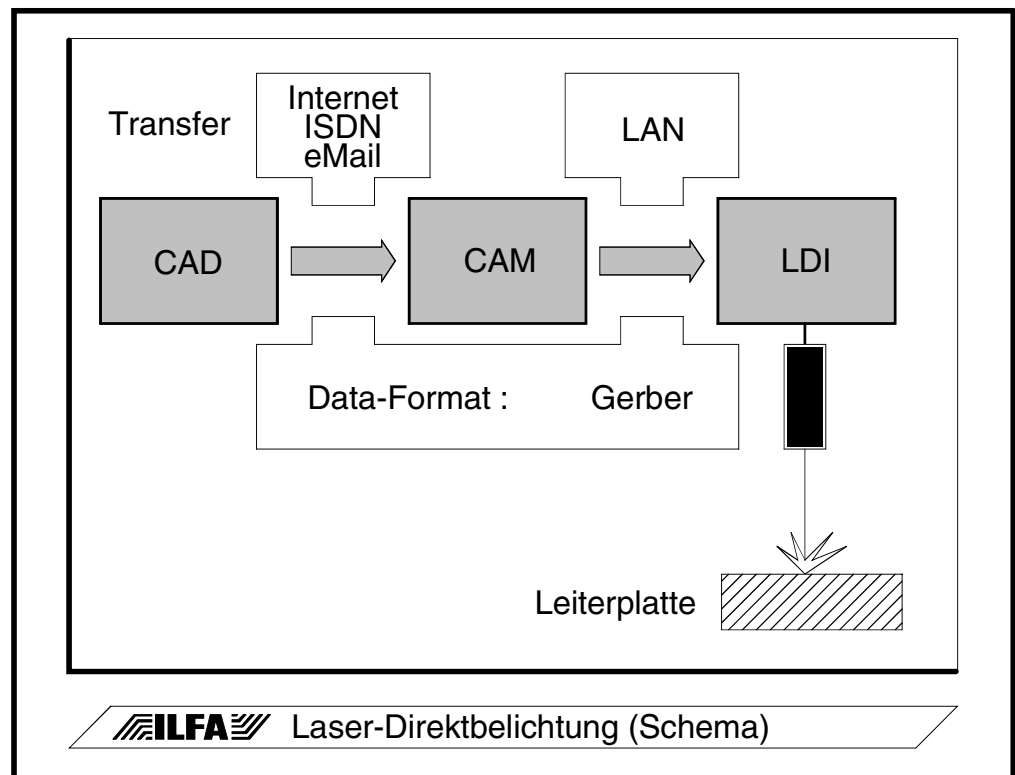 Transfer
Internet
ISDN
eMail
LAN
CAD
CAM
LDI
Data-Format : Gerber
Leiterplatte
ILFA Laser-Direktbelichtung (Schema)